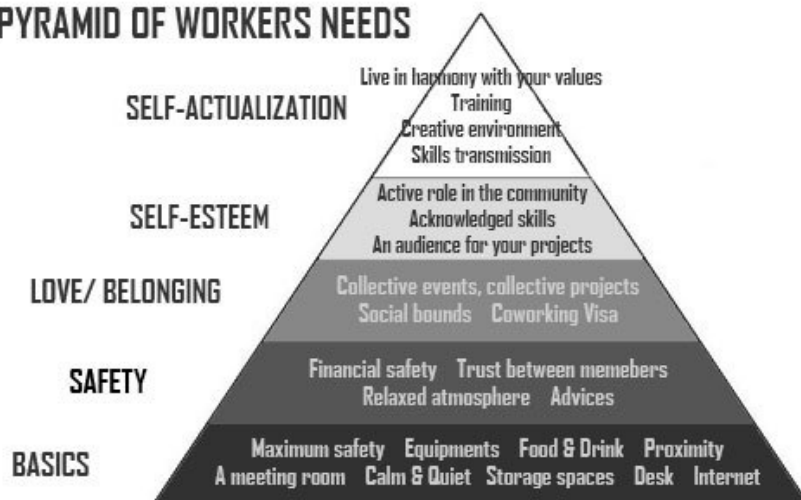 PYRAMID OF WORKERS NEEDS
SELF-ACTUALIZATION
Live in harmony with your values
Training
Creative environment
Skills transmission
SELF-ESTEEM
Active role in the community
Acknowledged skills
An audience for your projects
LOVE/ BELONGING
Collective events, collective projects
Social bounds Coworking Visa
SAFETY
Financial safety Trust between memebers
Relaxed atmosphere Advices
BASICS
Maximum safety Equipments Food & Drink Proximity
A meeting room Calm & Quiet Storage spaces Desk Internet